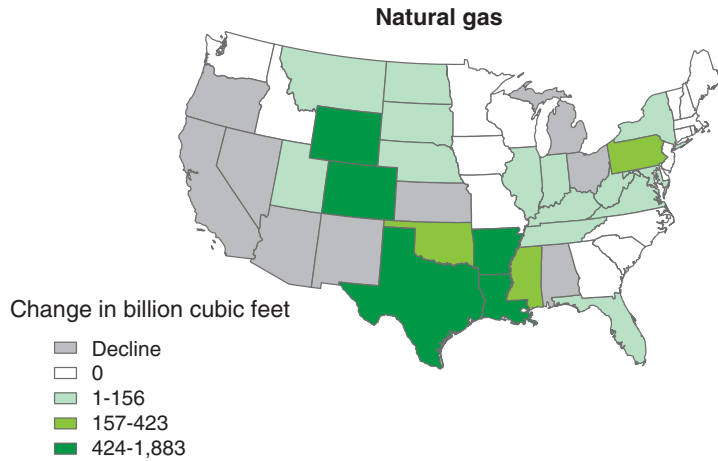 Natural gas
Change in billion cubic feet
Decline
0
1-156
157-423
424-1,883